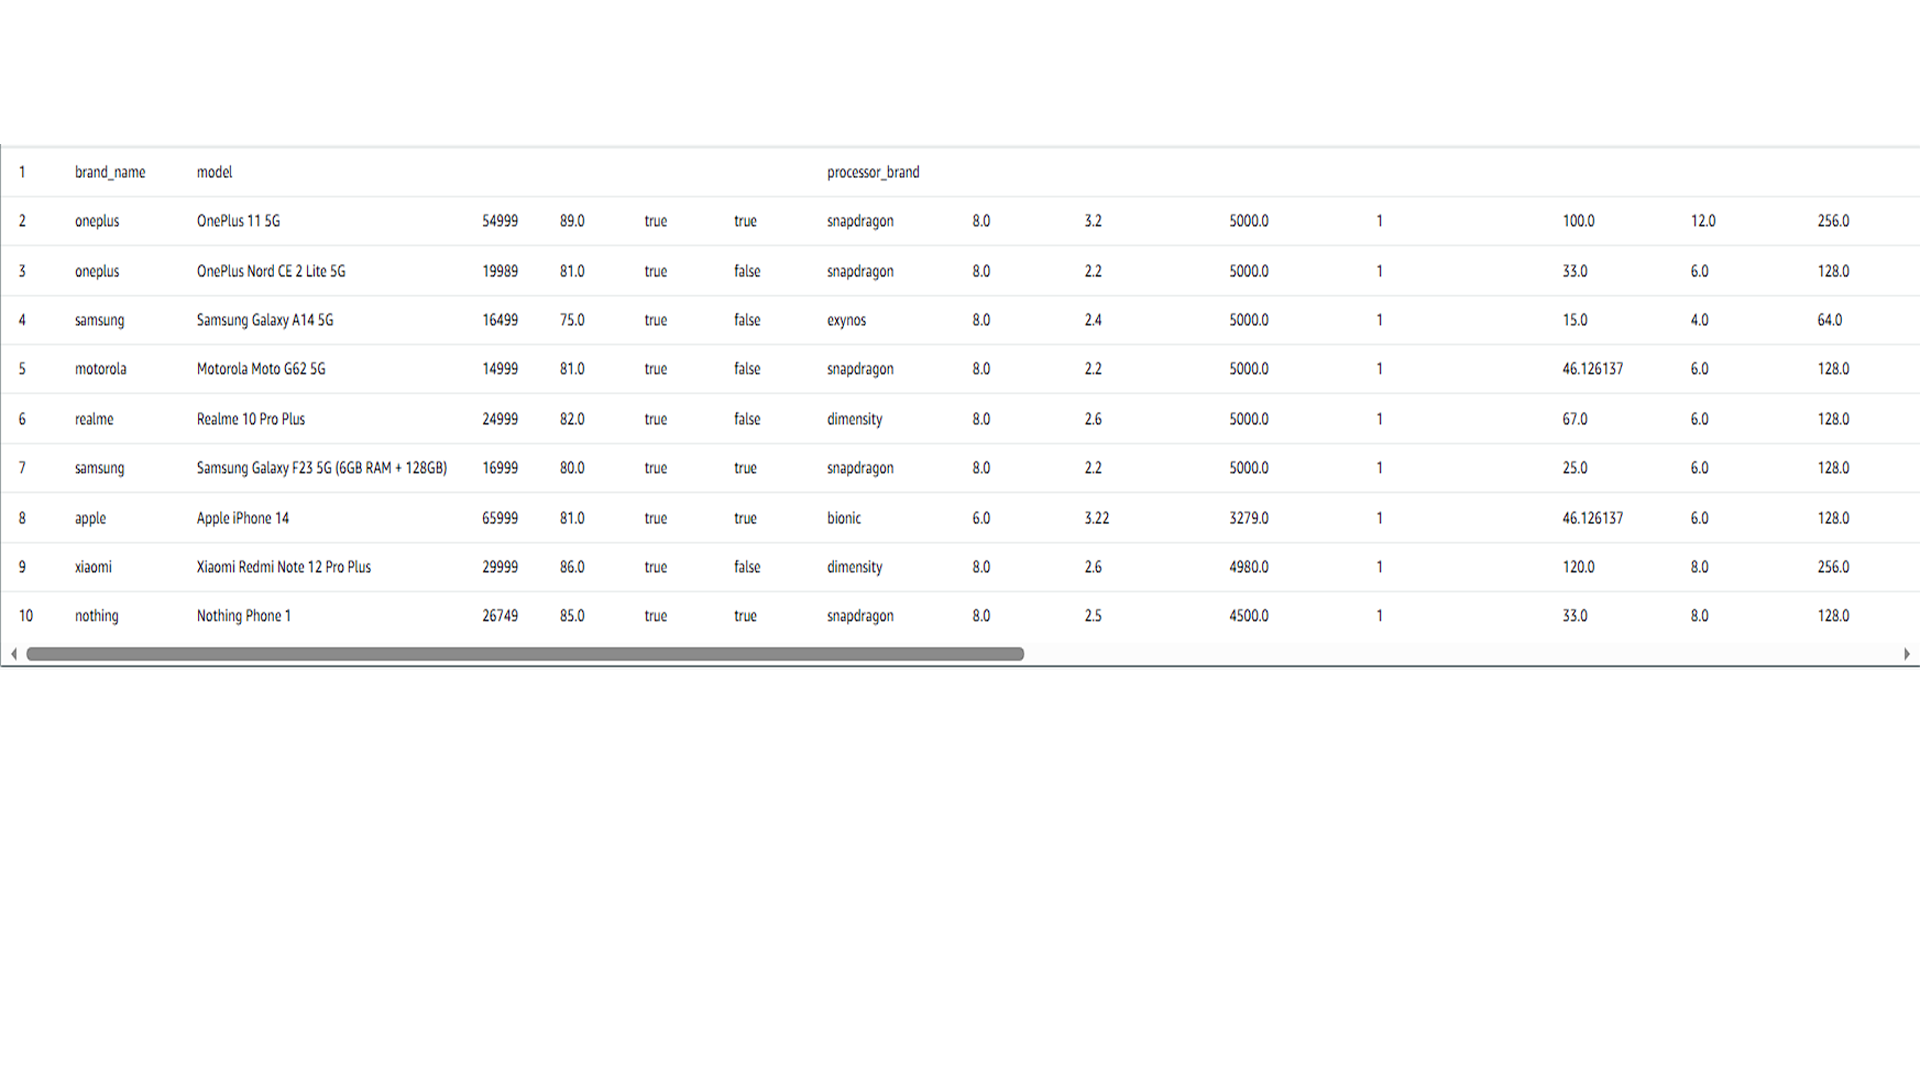 1 brand_name model processor_brand
2 oneplus OnePlus 11 5G 54999 89.0 true true snapdragon 8.0 3.2 5000.0 1 100.0 12.0 256.0
3 oneplus OnePlus Nord CE 2 Lite 5G 19989 81.0 true false snapdragon 8.0 2.2 5000.0 1 33.0 6.0 128.0
4 samsung Samsung Galaxy A14 5G 16499 75.0 true false exynos 8.0 2.4 5000.0 1 15.0 4.0 64.0
5 motorola Motorola Moto G62 5G 14999 81.0 true false snapdragon 8.0 2.2 5000.0 1 46.126137 6.0 128.0
6 realme Realme 10 Pro Plus 24999 82.0 true false dimensity 8.0 2.6 5000.0 1 67.0 6.0 128.0
7 samsung Samsung Galaxy F23 5G (6GB RAM + 128GB) 16999 80.0 true true snapdragon 8.0 2.2 5000.0 1 25.0 6.0 128.0
8 apple Apple iPhone 14 65999 81.0 true true bionic 6.0 3.22 3279.0 1 46.126137 6.0 128.0
9 xiaomi Xiaomi Redmi Note 12 Pro Plus 29999 86.0 true false dimensity 8.0 2.6 4980.0 1 120.0 8.0 256.0
10 nothing Nothing Phone 1 26749 85.0 true true snapdragon 8.0 2.5 4500.0 1 33.0 8.0 128.0